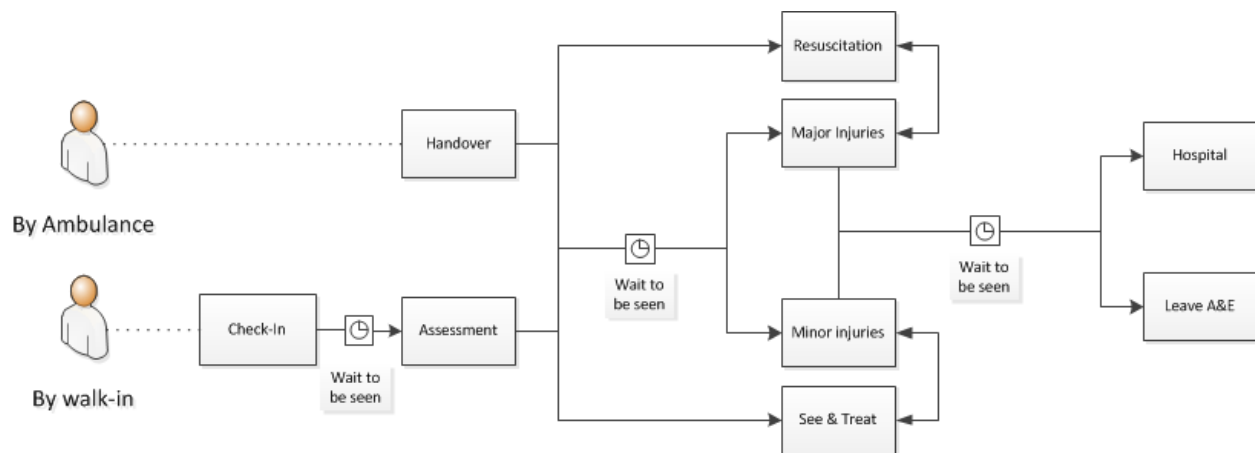 Resuscitation
Handover
Major Injuries
Hospital
By Ambulance
Wait to
be seen
Wait to
be seen
Check-In
Assessment
Minor injuries
Leave A&E
Wait to
be seen
By walk-in
See & Treat